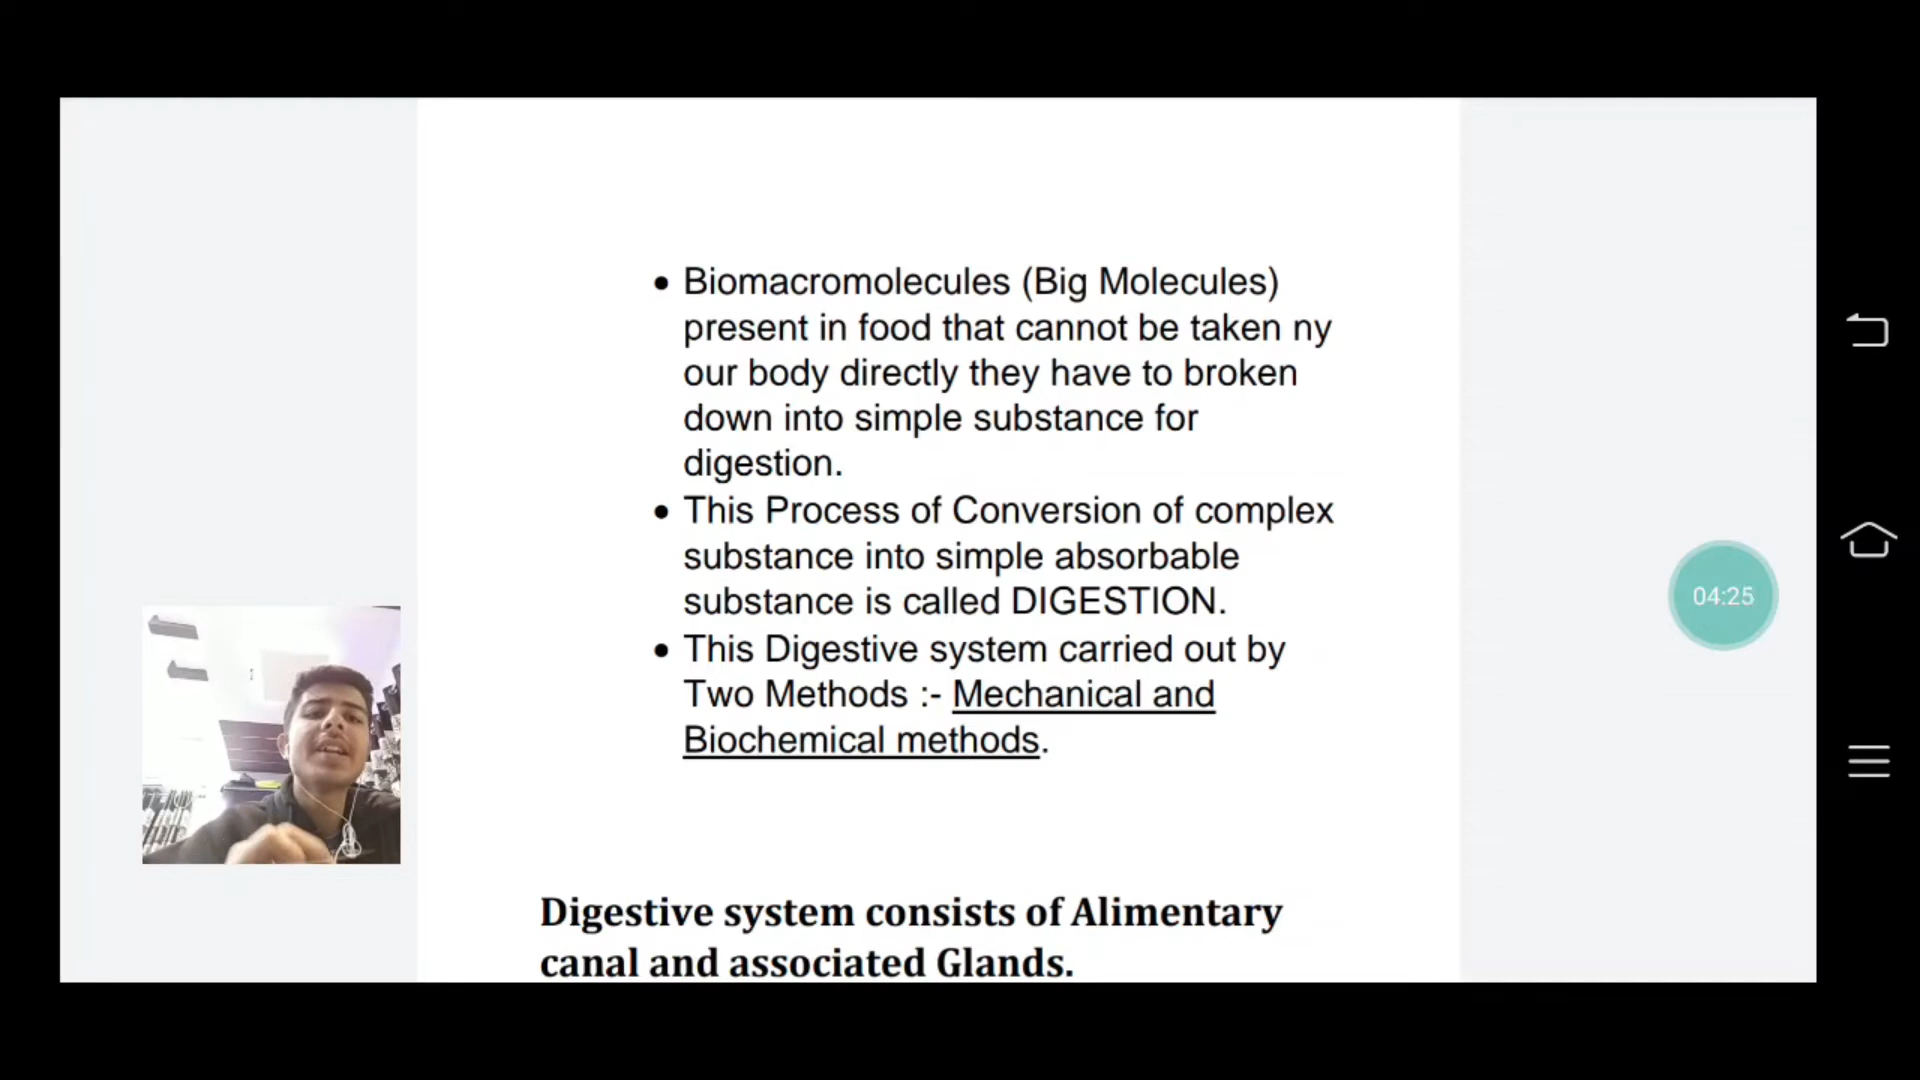 • Biomacromolecules (Big Molecules)
present in food that cannot be taken ny
our body directly they have to broken
down into simple substance for
digestion.
• This Process of Conversion of complex
substance into simple absorbable
substance is called DIGESTION.
• This Digestive system carried out by
Two Methods :- Mechanical and
Biochemical methods.
04:25
Digestive system consists of Alimentary
canal and associated Glands.